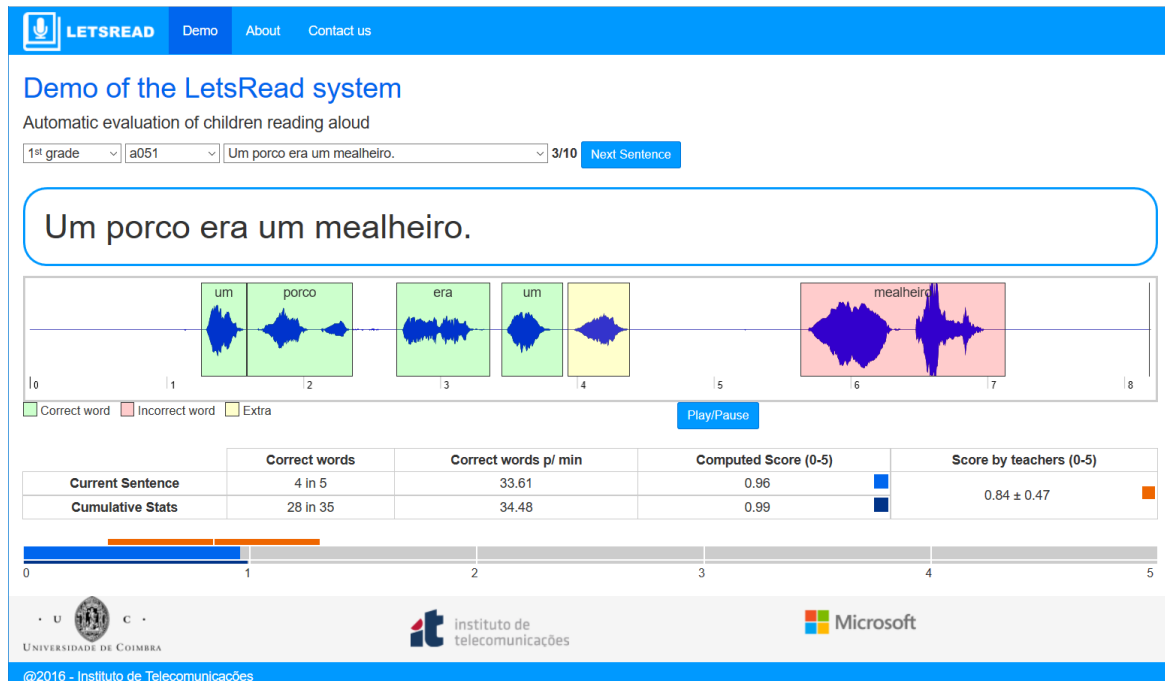 LETSREAD Demo About Contact us
Demo of the LetsRead system
Automatic evaluation of children reading aloud
1st grade a051 Um porco era um mealheiro. 3/10 Next Sentence
Um porco era um mealheiro.
um porco era um mealheiro
0 1 2 3 4 5 6 7 8
Correct word Incorrect word Extra Play/Pause
Correct words Correct words p/ min Computed Score (0-5) Score by teachers (0-5)
Current Sentence 4 in 5 33.61 0.96 0.84 ± 0.47
Cumulative Stats 28 in 35 34.48 0.99
0 1 2 3 4 5
· U C ·
UNIVERSIDADE DE COIMBRA
it instituto de
telecomunicações
Microsoft
@2016 - Instituto de Telecomunicações